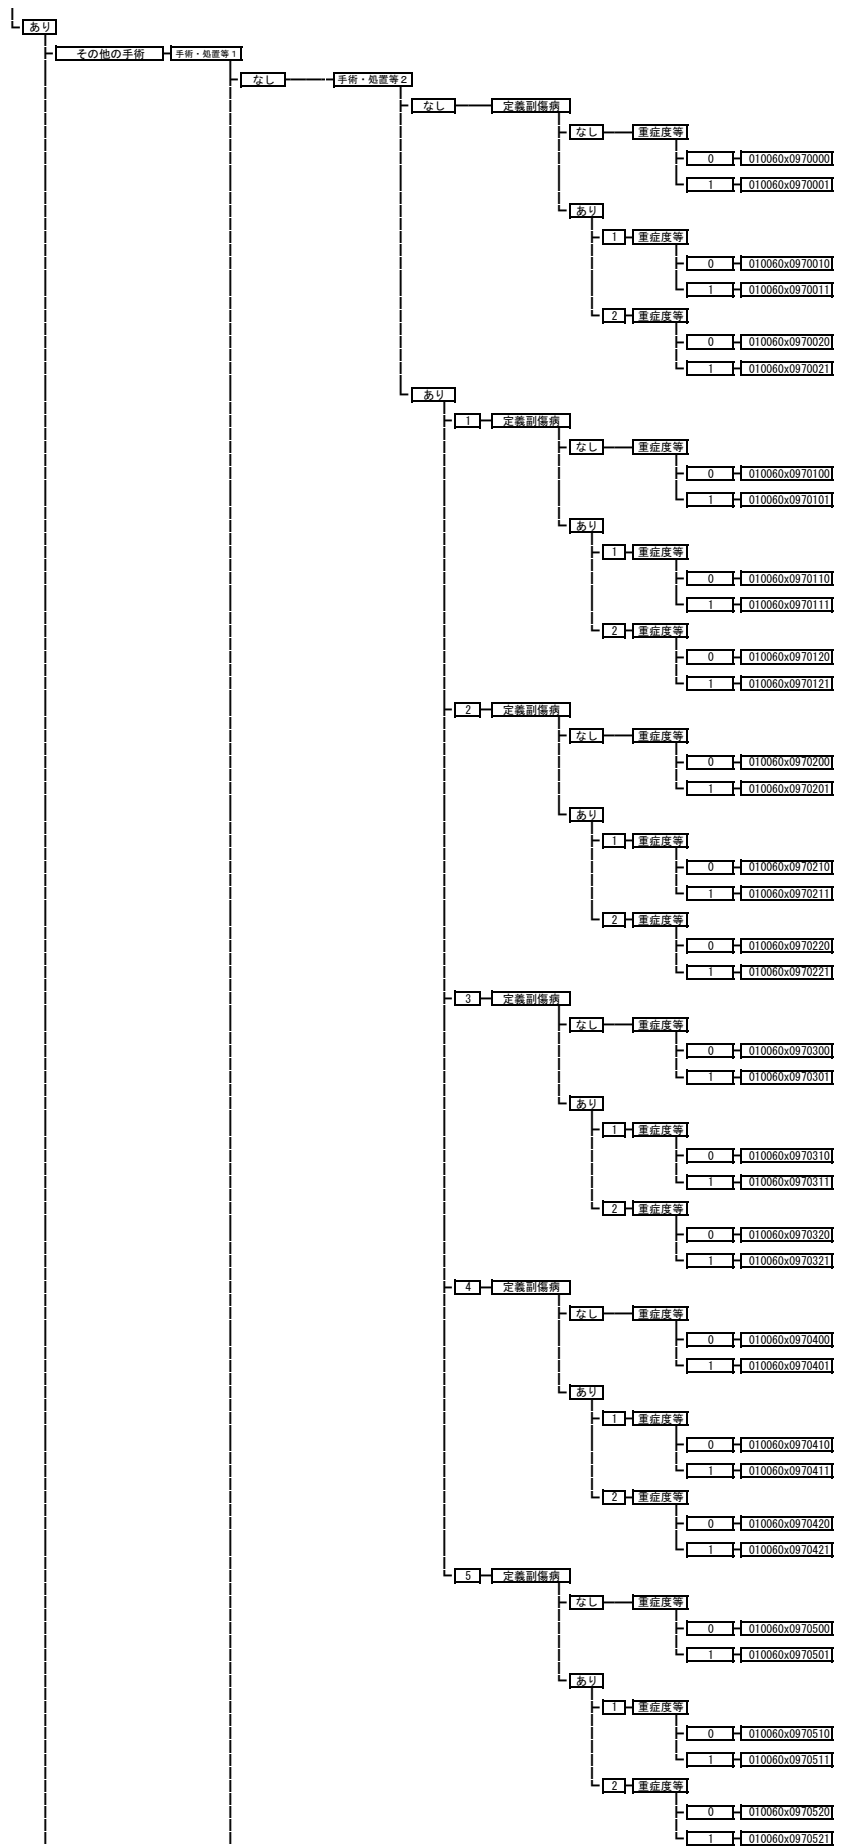 あり
その他の手術 手術・処置等１
なし 手術・処置等２
なし 定義副傷病
なし 重症度等
0 010060x0970000
1 010060x0970001
あり
1 重症度等
0 010060x0970010
1 010060x0970011
2 重症度等
0 010060x0970020
1 010060x0970021
あり
1 定義副傷病
なし 重症度等
0 010060x0970100
1 010060x0970101
あり
1 重症度等
0 010060x0970110
1 010060x0970111
2 重症度等
0 010060x0970120
1 010060x0970121
2 定義副傷病
なし 重症度等
0 010060x0970200
1 010060x0970201
あり
1 重症度等
0 010060x0970210
1 010060x0970211
2 重症度等
0 010060x0970220
1 010060x0970221
3 定義副傷病
なし 重症度等
0 010060x0970300
1 010060x0970301
あり
1 重症度等
0 010060x0970310
1 010060x0970311
2 重症度等
0 010060x0970320
1 010060x0970321
4 定義副傷病
なし 重症度等
0 010060x0970400
1 010060x0970401
あり
1 重症度等
0 010060x0970410
1 010060x0970411
2 重症度等
0 010060x0970420
1 010060x0970421
5 定義副傷病
なし 重症度等
0 010060x0970500
1 010060x0970501
あり
1 重症度等
0 010060x0970510
1 010060x0970511
2 重症度等
0 010060x0970520
1 010060x0970521